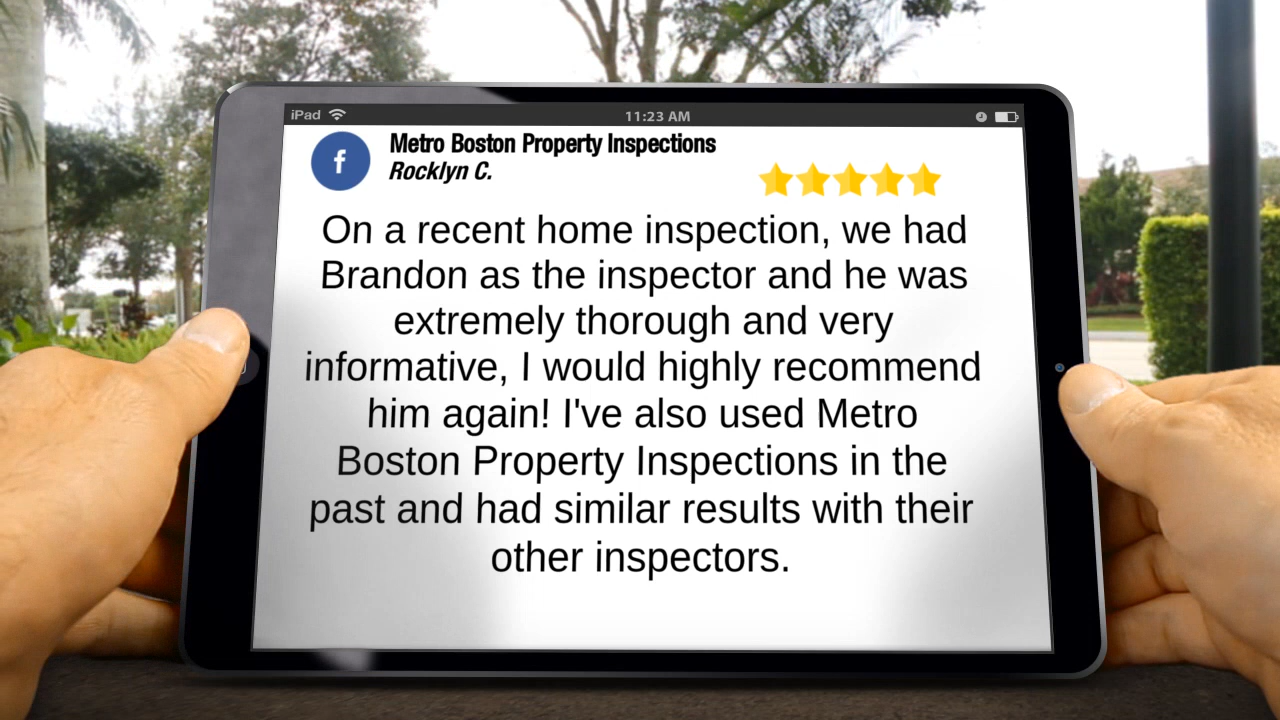 iPad 11:23 AM
f
Metro Boston Property Inspections
Rocklyn C.
On a recent home inspection, we had
Brandon as the inspector and he was
extremely thorough and very
informative, I would highly recommend
him again! I've also used Metro
Boston Property Inspections in the
past and had similar results with their
other inspectors.